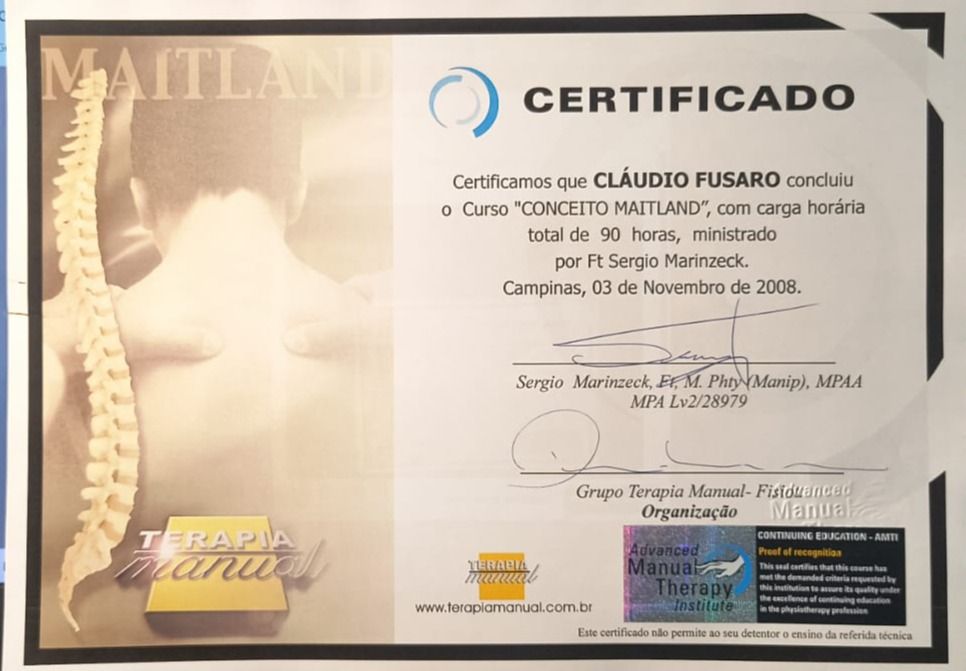 MAITLAND
CERTIFICADO
Certificamos que CLÁUDIO FUSARO concluiu
o Curso "CONCEITO MAITLAND", com carga horária
total de 90 horas, ministrado
por Ft Sergio Marinzeck.
Campinas, 03 de Novembro de 2008.
Sergio Marinzeck, Ft, M. Phty (Manip), MPAA
MPA Lv2/28979
Grupo Terapia Manual- Fisio
Organização
Advanced
Manual
TERAPIA
manual
TERAPIA
manual
www.terapiamanual.com.br
Advanced
Manual
Therapy
Institute
CONTINUING EDUCATION - AMTI
Proof of recognition
This seal certifies that this course has
met the demanded criteria requested by
this institution to assure its quality under
the excellence of continuing education
in the physiotherapy profession
Este certificado não permite ao seu detentor o ensino da referida técnica